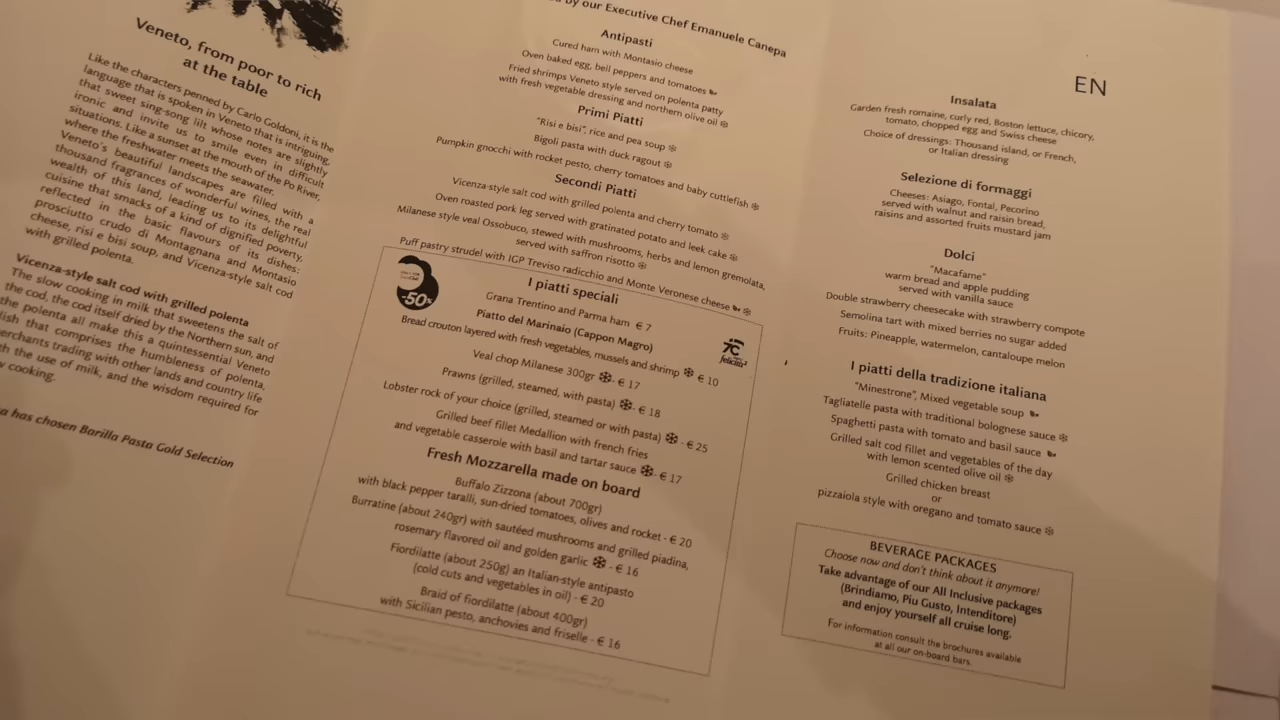 Veneto, from poor to rich
at the table
Like the characters penned by Carlo Goldoni, it is the
language that is spoken in Veneto that is intriguing,
that sweet sing-song lilt whose notes are slightly
ironic and invite us to smile even in difficult
situations. Like a sunset at the mouth of the Po River,
where the freshwater meets the seawater.
Veneto's beautiful landscapes are filled with a
thousand fragrances of wonderful wines, the real
wealth of this land, leading us to its delightful
cuisine that smacks of a kind of dignified poverty,
reflected in the basic flavours of its dishes:
prosciutto crudo di Montagnana and Montasio
cheese, risi e bisi soup, and Vicenza-style salt cod
with grilled polenta.
Vicenza-style salt cod with grilled polenta
The slow cooking in milk that sweetens the salt of
the cod, the cod itself dried by the Northern sun, and
the polenta all make this a quintessential Veneto
that comprises the humbleness of polenta,
trading with other lands and country life
the use of milk, and the wisdom required for
cooking.
has chosen Barilla Pasta Gold Selection
by our Executive Chef Emanuele Canepa
Antipasti
Cured ham with Montasio cheese
Oven baked egg, bell peppers and tomatoes
Fried shrimps Veneto style served on polenta patty
with fresh vegetable dressing and northern olive oil
Primi Piatti
"Risi e bisi", rice and pea soup
Bigoli pasta with duck ragout
Pumpkin gnocchi with rocket pesto, cherry tomatoes and baby cuttlefish
Secondi Piatti
Vicenza-style salt cod with grilled polenta and cherry tomato
Oven roasted pork leg served with gratinated potato and leek cake
Milanese style veal Ossobuco, stewed with mushrooms, herbs and lemon gremolata,
served with saffron risotto
Puff pastry strudel with IGP Treviso radicchio and Monte Veronese cheese
-50%
I piatti speciali
Grana Trentino and Parma ham € 7
Piatto del Marinaio (Cappon Magro)
Bread crouton layered with fresh vegetables, mussels and shrimp - € 10
Veal chop Milanese 300gr - € 17
Prawns (grilled, steamed, with pasta) - € 18
Lobster rock of your choice (grilled, steamed or with pasta) - € 25
Grilled beef fillet Medallion with french fries
and vegetable casserole with basil and tartar sauce - € 17
Fresh Mozzarella made on board
Buffalo Zizzona (about 700gr)
with black pepper taralli, sun-dried tomatoes, olives and rocket - € 20
Burratine (about 240gr) with sautéed mushrooms and grilled piadina,
rosemary flavored oil and golden garlic - € 16
Fiordilatte (about 250g) an Italian-style antipasto
(cold cuts and vegetables in oil) - € 20
Braid of fiordilatte (about 400gr)
with Sicilian pesto, anchovies and friselle - € 16
EN
Insalata
Garden fresh romaine, curly red, Boston lettuce, chicory,
tomato, chopped egg and Swiss cheese
Choice of dressings: Thousand island, or French,
or Italian dressing
Selezione di formaggi
Cheeses: Asiago, Fontal, Pecorino
served with walnut and raisin bread,
raisins and assorted fruits mustard jam
Dolci
"Macafame"
warm bread and apple pudding
served with vanilla sauce
Double strawberry cheesecake with strawberry compote
Semolina tart with mixed berries no sugar added
Fruits: Pineapple, watermelon, cantaloupe melon
I piatti della tradizione italiana
"Minestrone", Mixed vegetable soup
Tagliatelle pasta with traditional bolognese sauce
Spaghetti pasta with tomato and basil sauce
Grilled salt cod fillet and vegetables of the day
with lemon scented olive oil
Grilled chicken breast
or
pizzaiola style with oregano and tomato sauce
BEVERAGE PACKAGES
Choose now and don't think about it anymore!
Take advantage of our All Inclusive packages
(Brindiamo, Piu Gusto, Intenditore)
and enjoy yourself all cruise long.
For information consult the brochures available
at all our on-board bars.